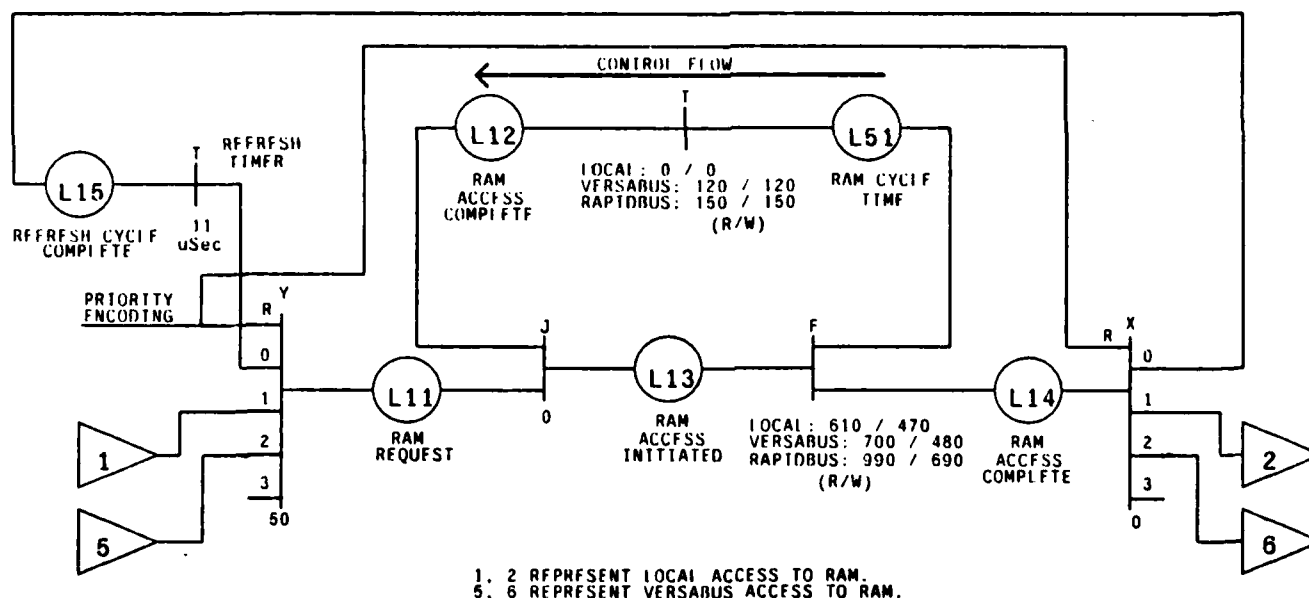 CONTROL FLOW
T
L12
L51
RAM
ACCESS
COMPLETE
LOCAL: 0 / 0
VERSABUS: 120 / 120
RAPIDBUS: 150 / 150
(R/W)
RAM CYCLE
TIME
REFRESH
TIMER
T
L15
REFRESH CYCLE
COMPLETE
11
uSec
PRIORITY
ENCODING
Y
R
0
1
2
3
50
1
5
L11
RAM
REQUEST
J
0
L13
RAM
ACCESS
INITIATED
F
LOCAL: 610 / 470
VERSABUS: 700 / 480
RAPIDBUS: 990 / 690
(R/W)
L14
RAM
ACCESS
COMPLETE
X
R
0
1
2
3
0
2
6
1, 2 REPRESENT LOCAL ACCESS TO RAM.
5, 6 REPRESENT VERSABUS ACCESS TO RAM.